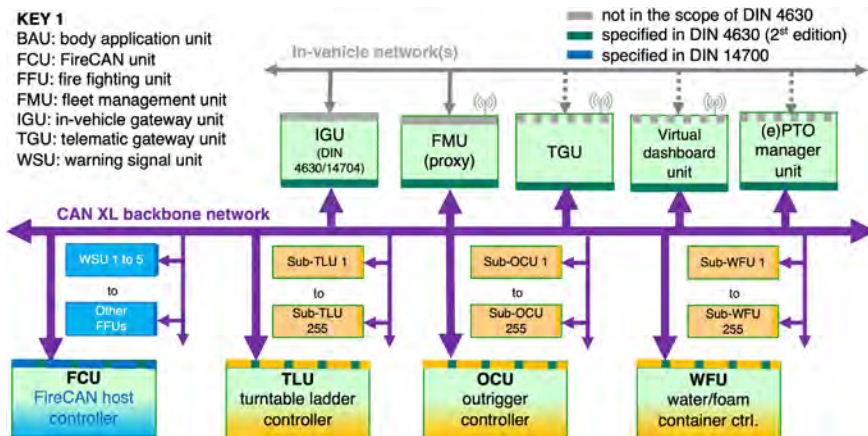 KEY 1
BAU: body application unit
FCU: FireCAN unit
FFU: fire fighting unit
FMU: fleet management unit
IGU: in-vehicle gateway unit
TGU: telematic gateway unit
WSU: warning signal unit
not in the scope of DIN 4630
specified in DIN 4630 (2st edition)
specified in DIN 14700
In-vehicle network(s)
IGU
(DIN
4630/14704)
FMU
(proxy)
TGU
Virtual
dashboard
unit
(e)PTO
manager
unit
CAN XL backbone network
WSU 1 to 5
to
Other
FFUs
Sub-TLU 1
to
Sub-TLU
255
Sub-OCU 1
to
Sub-OCU
255
Sub-WFU 1
to
Sub-WFU
255
FCU
FireCAN host
controller
TLU
turntable ladder
controller
OCU
outrigger
controller
WFU
water/foam
container ctrl.